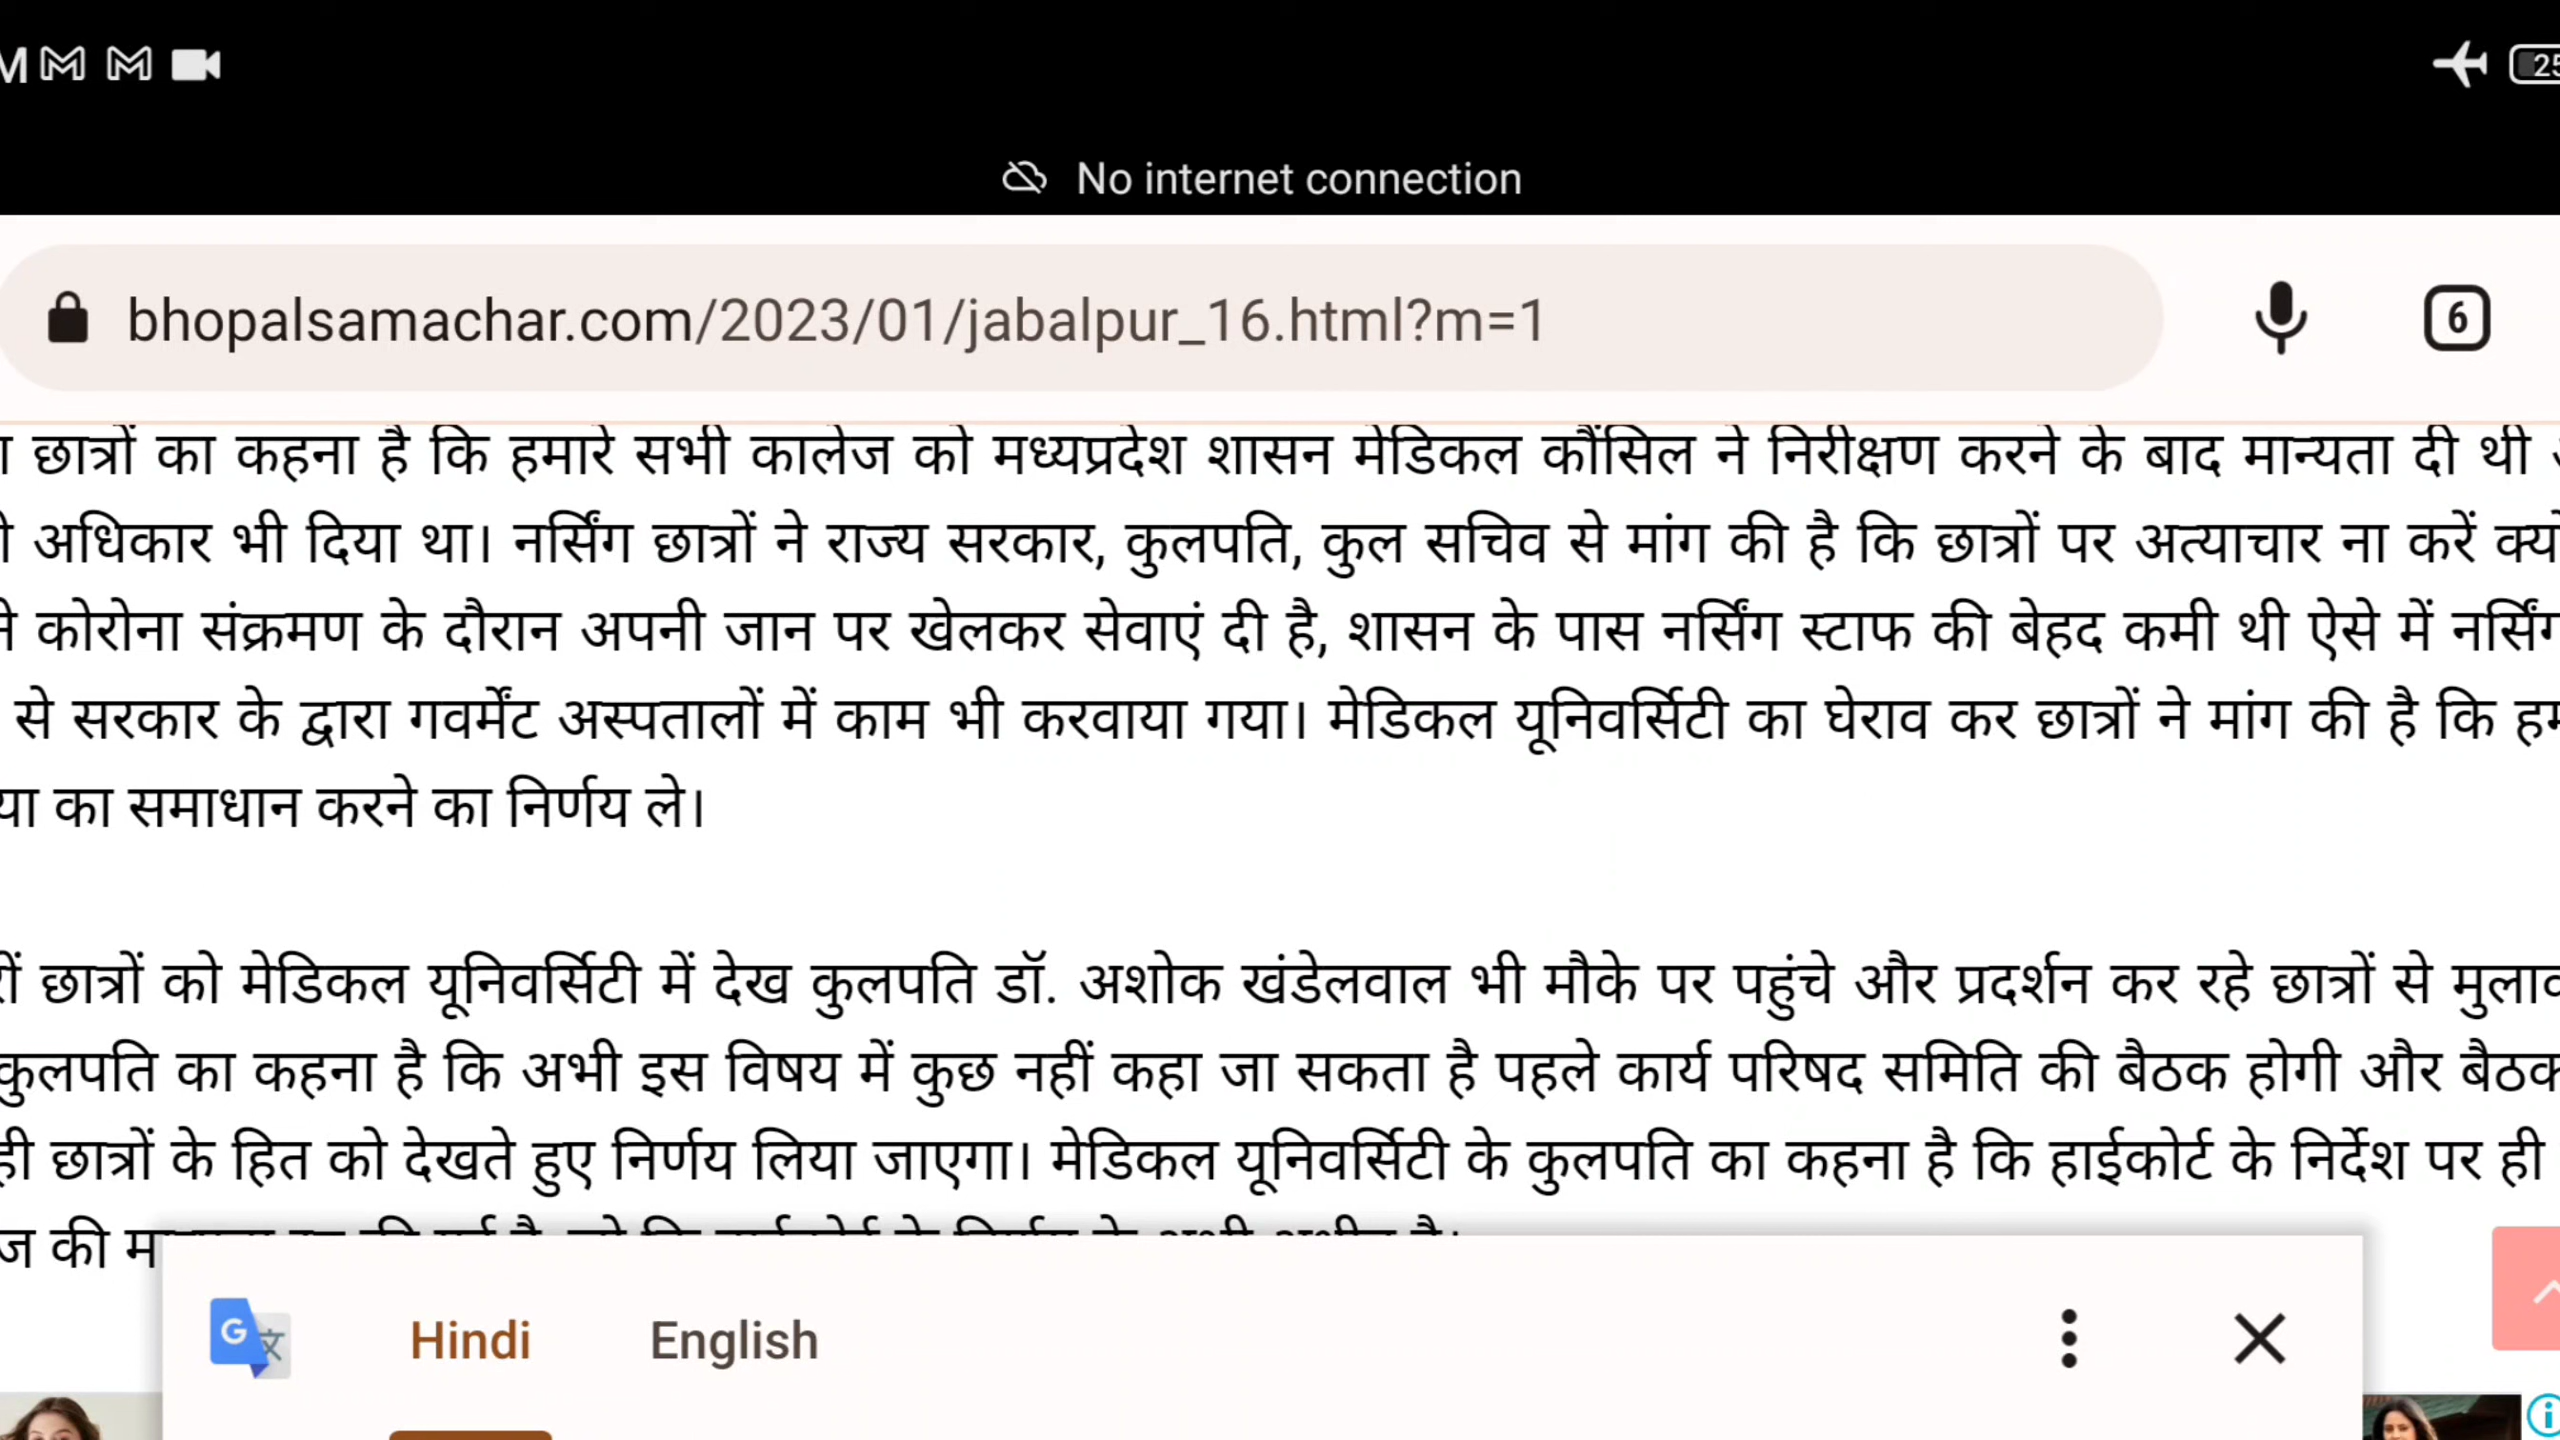 No internet connection
bhopalsamachar.com/2023/01/jabalpur_16.html?m=1
6
छात्रों का कहना है कि हमारे सभी कालेज को मध्यप्रदेश शासन मेडिकल कौंसिल ने निरीक्षण करने के बाद मान्यता दी थी
अधिकार भी दिया था। नर्सिंग छात्रों ने राज्य सरकार, कुलपति, कुल सचिव से मांग की है कि छात्रों पर अत्याचार ना करें
कोरोना संक्रमण के दौरान अपनी जान पर खेलकर सेवाएं दी है, शासन के पास नर्सिंग स्टाफ की बेहद कमी थी ऐसे में नर्सिंग
से सरकार के द्वारा गवर्मेंट अस्पतालों में काम भी करवाया गया। मेडिकल यूनिवर्सिटी का घेराव कर छात्रों ने मांग की है कि
का समाधान करने का निर्णय ले।
छात्रों को मेडिकल यूनिवर्सिटी में देख कुलपति डॉ. अशोक खंडेलवाल भी मौके पर पहुंचे और प्रदर्शन कर रहे छात्रों से
कुलपति का कहना है कि अभी इस विषय में कुछ नहीं कहा जा सकता है पहले कार्य परिषद समिति की बैठक होगी और बैठक
ही छात्रों के हित को देखते हुए निर्णय लिया जाएगा। मेडिकल यूनिवर्सिटी के कुलपति का कहना है कि हाईकोर्ट के निर्देश पर ही
की
Hindi English